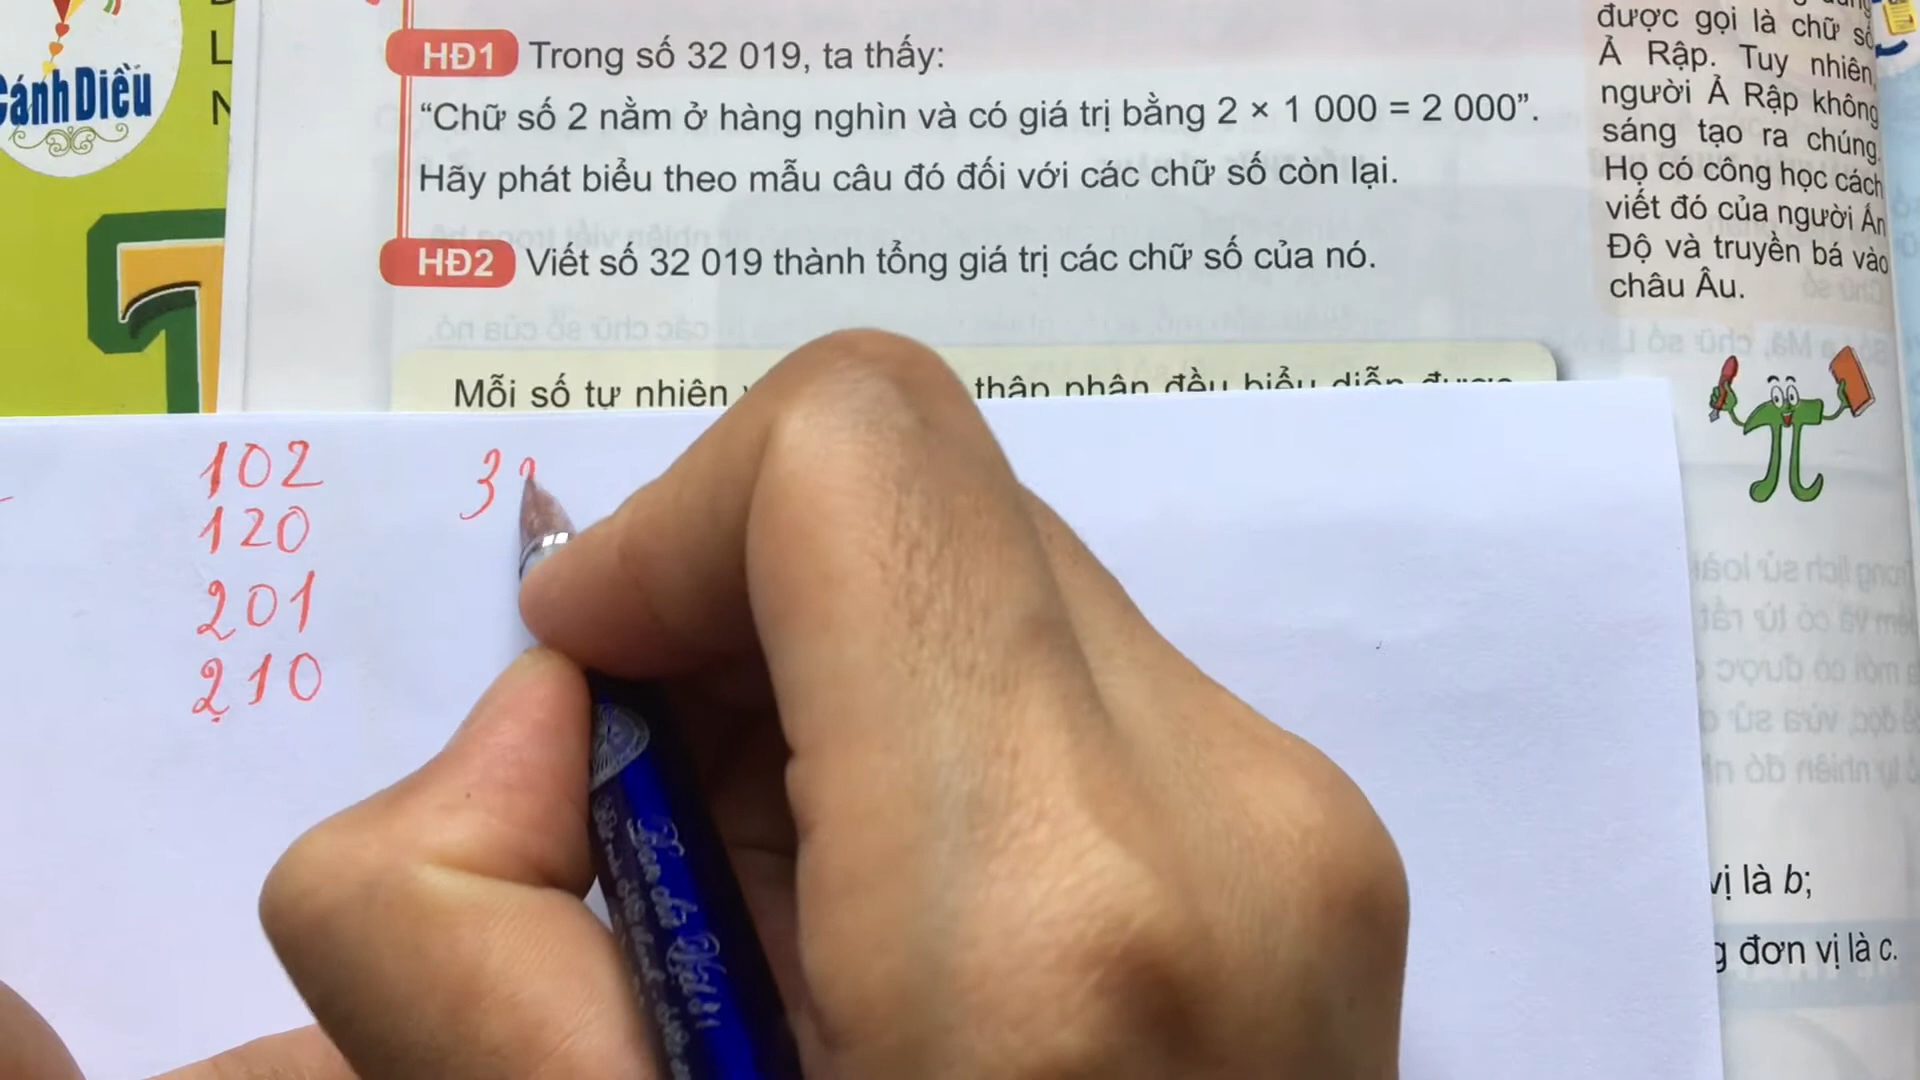 Cánh Diều
L
HĐ1 Trong số 32 019, ta thấy:
“Chữ số 2 nằm ở hàng nghìn và có giá trị bằng 2 × 1 000 = 2 000”.
Hãy phát biểu theo mẫu câu đó đối với các chữ số còn lại.
HĐ2 Viết số 32 019 thành tổng giá trị các chữ số của nó.
Mỗi số tự nhiên
thập phân đều biểu diễn được
được gọi là chữ số
Ả Rập. Tuy nhiên,
người Ả Rập không
sáng tạo ra chúng.
Họ có công học cách
viết đó của người Ấn
Độ và truyền bá vào
châu Âu.
102
120
201
210
32
vị là b;
đơn vị là c.